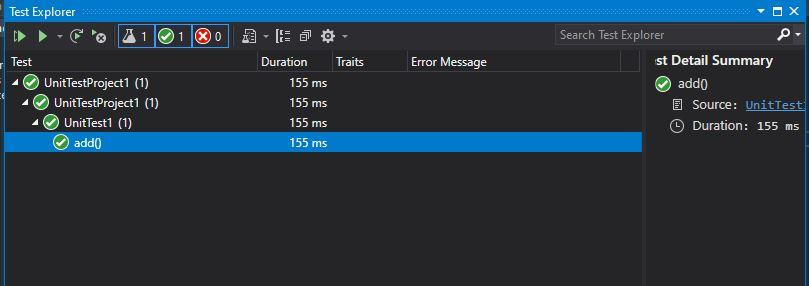 Test Explorer
1 1 0
Search Test Explorer
Test Duration Traits Error Message
UnitTestProject1 (1) 155 ms
UnitTestProject1 (1) 155 ms
UnitTest1 (1) 155 ms
add() 155 ms
est Detail Summary
add()
Source: UnitTest
Duration: 155 ms